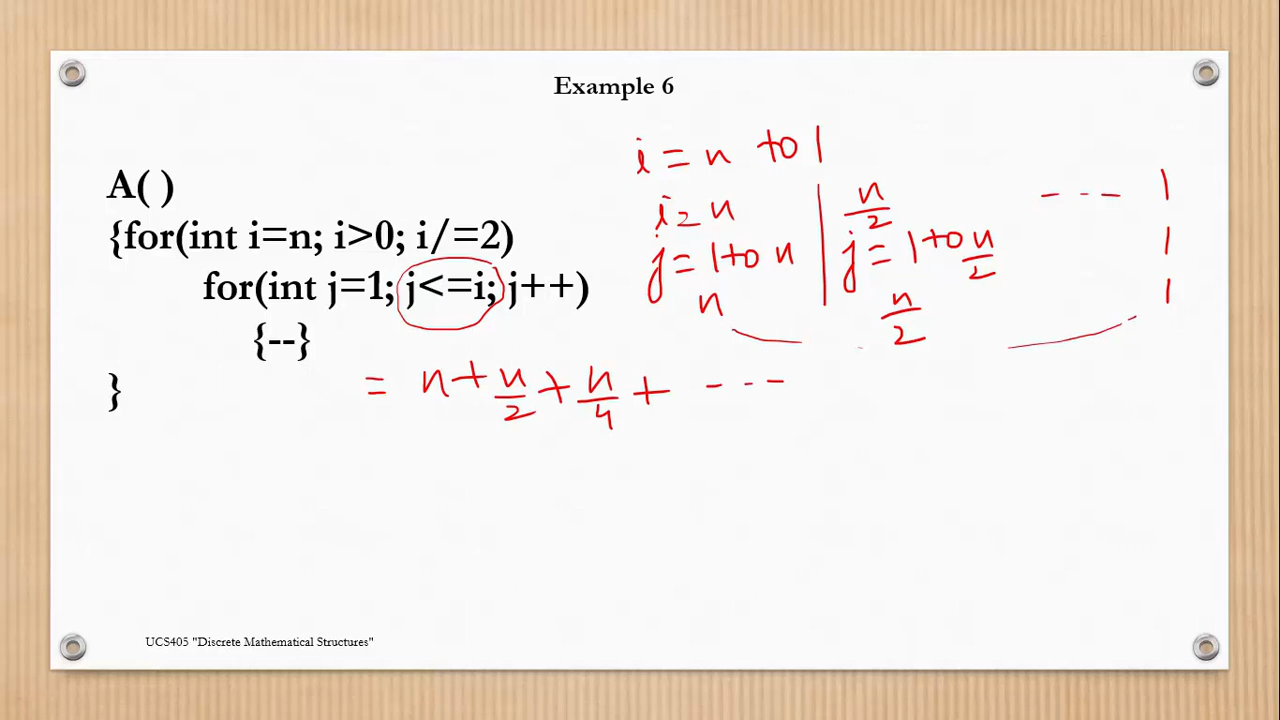 Example 6
A( )
{for(int i=n; i>0; i/=2)
for(int j=1; j<=i; j++)
{--}
}
i = n to 1
i = n | n/2 - - - 1
j = 1 to n | j = 1 to n/2 1
n | n/2 1
= n + n/2 + n/4 + - - -
UCS405 "Discrete Mathematical Structures"